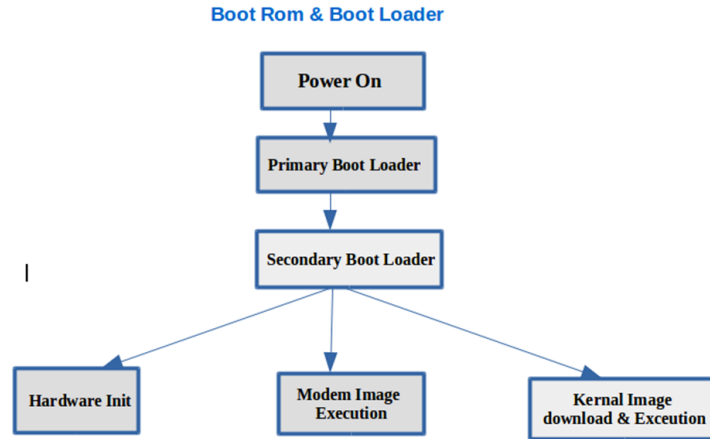 Boot Rom & Boot Loader
Power On
Primary Boot Loader
Secondary Boot Loader
Hardware Init
Modem Image
Execution
Kernal Image
download & Exceution